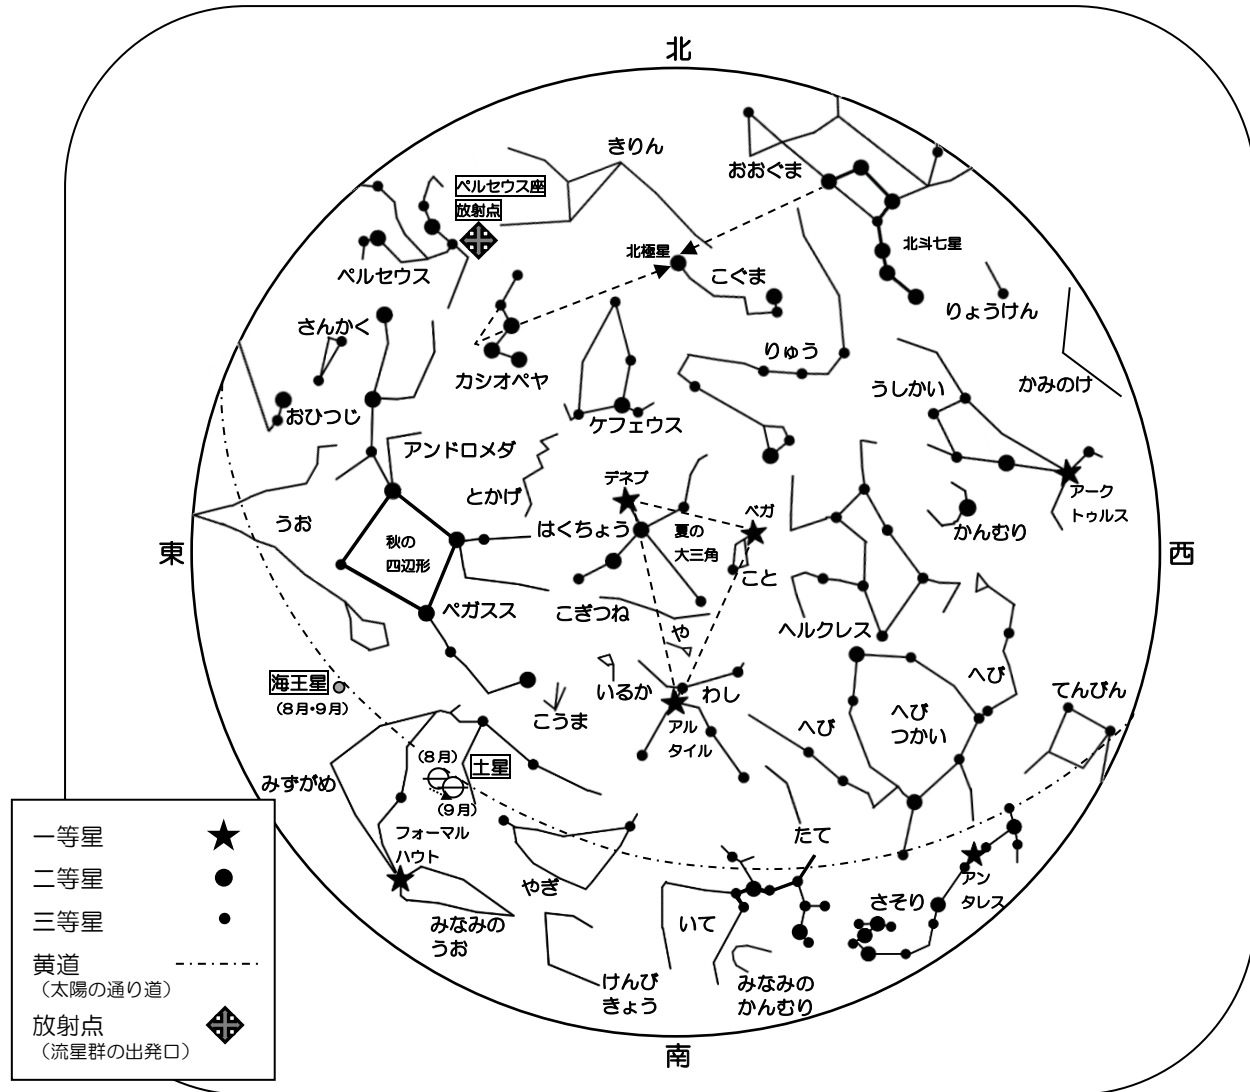 北
きりん
おおぐま
ペルセウス座
放射点
北極星
北斗七星
ペルセウス
こぐま
りょうけん
さんかく
りゅう
カシオペヤ
うしかい
かみのけ
おひつじ
ケフェウス
アンドロメダ
とかげ
デネブ
ベガ
アーク
トゥルス
うお
はくちょう
夏の
大三角
かんむり
秋の
四辺形
東
西
こと
ペガスス
こぎつね
や
ヘルクレス
へび
海王星
(8月・9月)
いるか
わし
こうま
アル
タイル
へび
へび
つかい
てんびん
みずがめ
(8月)
土星
(9月)
フォーマル
ハウト
たて
やぎ
アン
タレス
さそり
みなみの
うお
いて
けんび
きょう
みなみの
かんむり
南
一等星
二等星
三等星
黄道
（太陽の通り道）
放射点
（流星群の出発口）